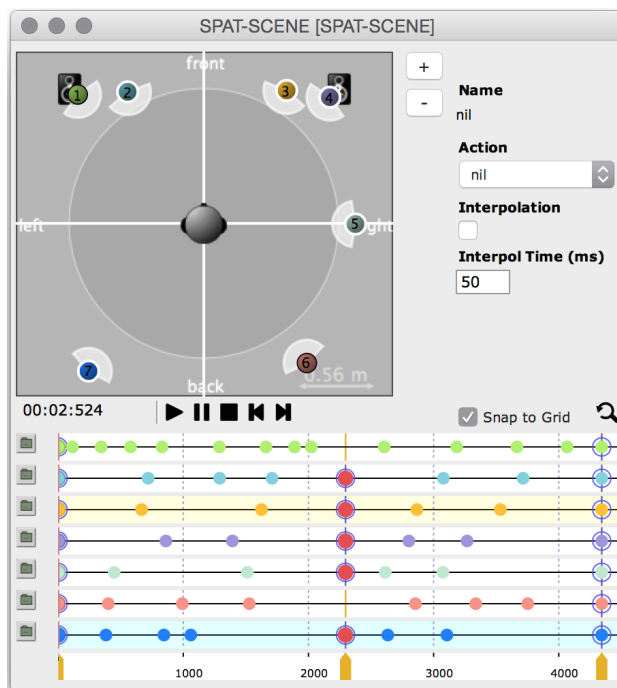 SPAT-SCENE [SPAT-SCENE]
front
+
1
2
3
4
-
Name
nil
Action
nil
left
5
ght
Interpolation
Interpol Time (ms)
50
7
6
0.56 m
back
00:02:524
Snap to Grid
1000
2000
3000
4000